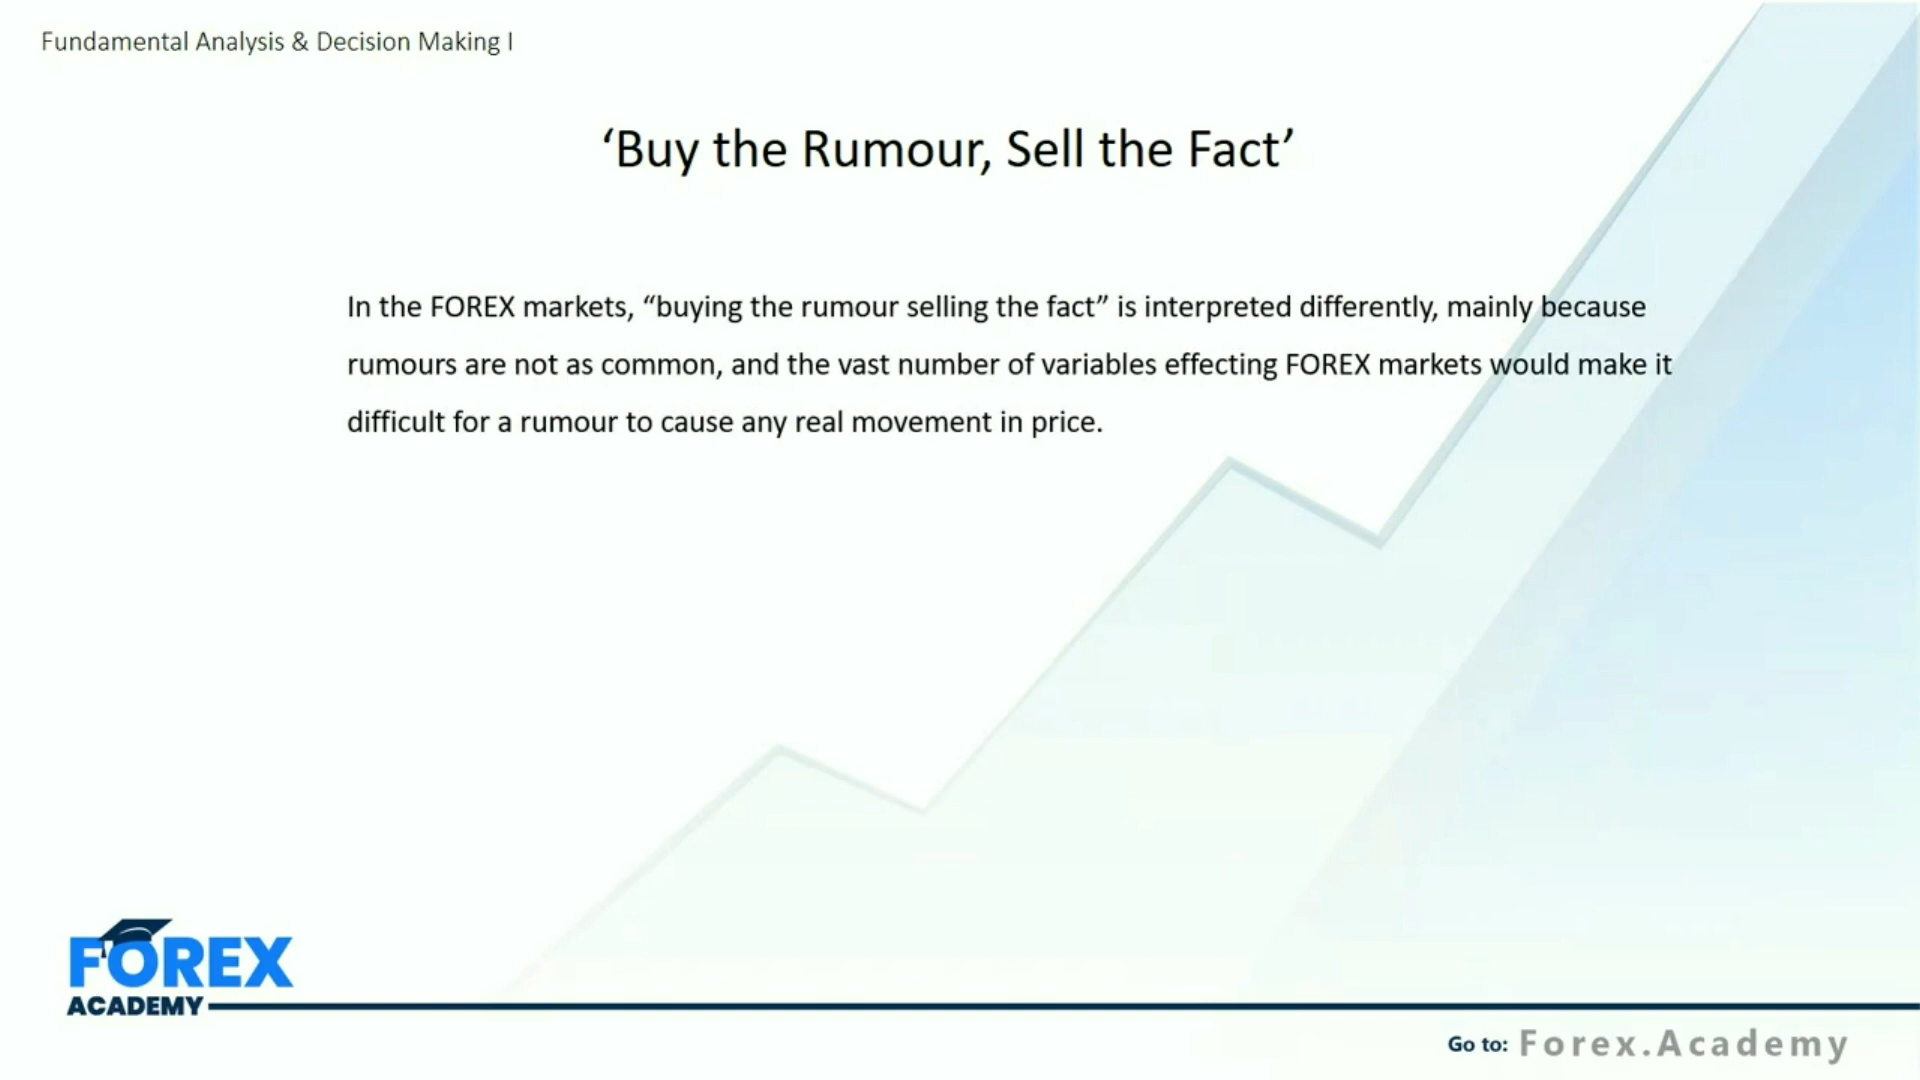 Fundamental Analysis & Decision Making I
‘Buy the Rumour, Sell the Fact’
In the FOREX markets, “buying the rumour selling the fact” is interpreted differently, mainly because
rumours are not as common, and the vast number of variables effecting FOREX markets would make it
difficult for a rumour to cause any real movement in price.
FOREX
ACADEMY
Go to: Forex.Academy